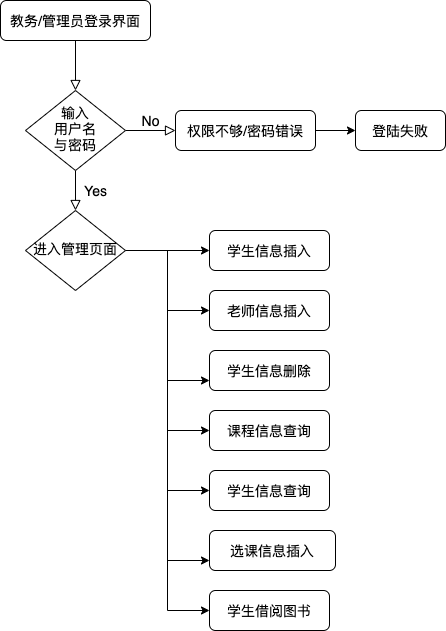 教务/管理员登录界面
输入
用户名
与密码
No
权限不够/密码错误
登陆失败
Yes
进入管理页面
学生信息插入
老师信息插入
学生信息删除
课程信息查询
学生信息查询
选课信息插入
学生借阅图书